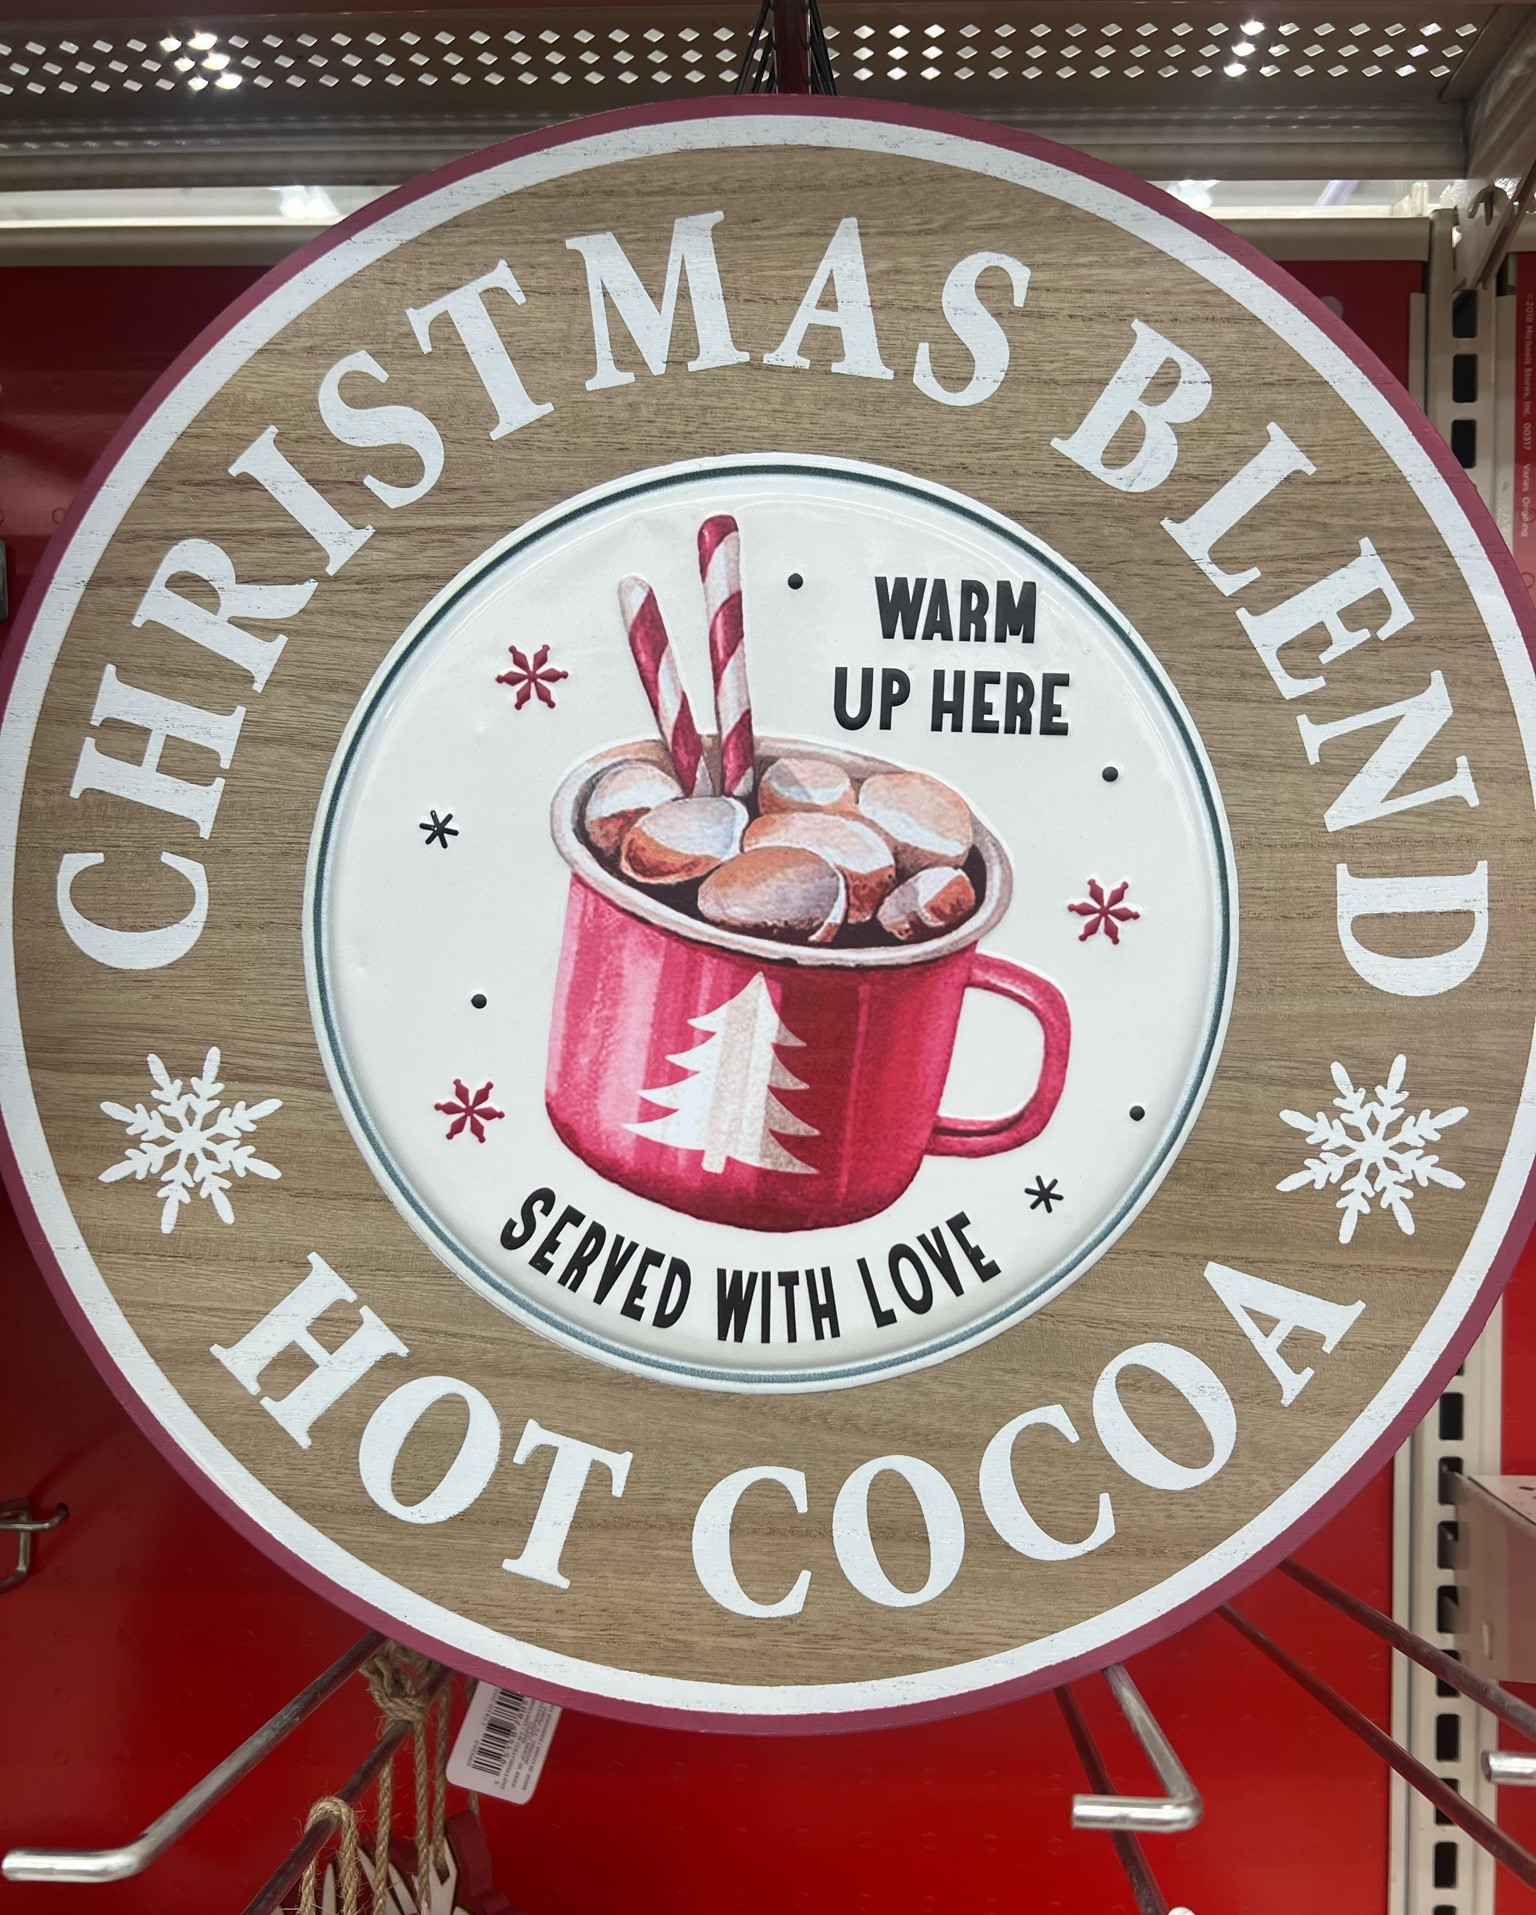 CHRISTMAS BLEND
WARM
UP HERE
SERVED WITH LOVE
HOT COCOA